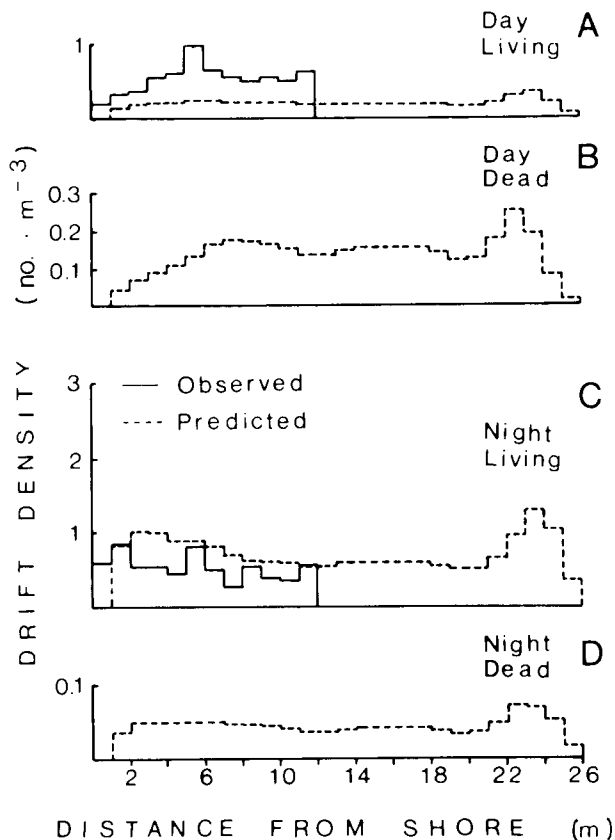 A
Day
Living
1
B
Day
Dead
0.3
0.2
0.1
DRIFT DENSITY (no. · m⁻³)
C
Observed
Predicted
Night
Living
3
2
1
D
Night
Dead
0.1
2 6 10 14 18 22 26
DISTANCE FROM SHORE (m)